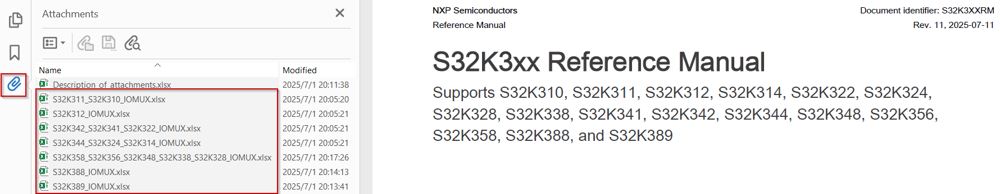 Attachments
Name Modified
Description_of_attachments.xlsx 2025/7/1 20:11:38
S32K311_S32K310_IOMUX.xlsx 2025/7/1 20:05:20
S32K312_IOMUX.xlsx 2025/7/1 20:05:21
S32K342_S32K341_S32K322_IOMUX.xlsx 2025/7/1 20:05:21
S32K344_S32K324_S32K314_IOMUX.xlsx 2025/7/1 20:05:21
S32K358_S32K356_S32K348_S32K338_S32K328_IOMUX.xlsx 2025/7/1 20:17:26
S32K388_IOMUX.xlsx 2025/7/1 20:14:13
S32K389_IOMUX.xlsx 2025/7/1 20:13:41
NXP Semiconductors Document identifier: S32K3XXRM
Reference Manual Rev. 11, 2025-07-11
S32K3xx Reference Manual
Supports S32K310, S32K311, S32K312, S32K314, S32K322, S32K324,
S32K328, S32K338, S32K341, S32K342, S32K344, S32K348, S32K356,
S32K358, S32K388, and S32K389